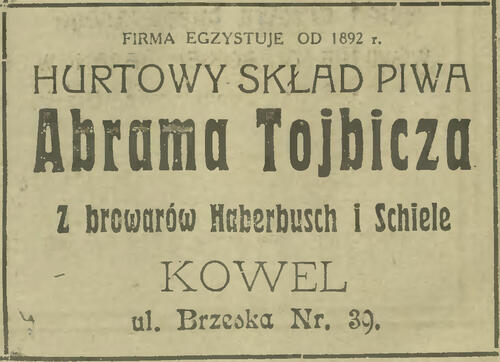 FIRMA EGZYSTUJE OD 1892 r.
HURTOWY SKŁAD PIWA
Abrama Tojbicza
Z browarów Haberbusch i Schiele
KOWEL
ul. Brzeska Nr. 39.